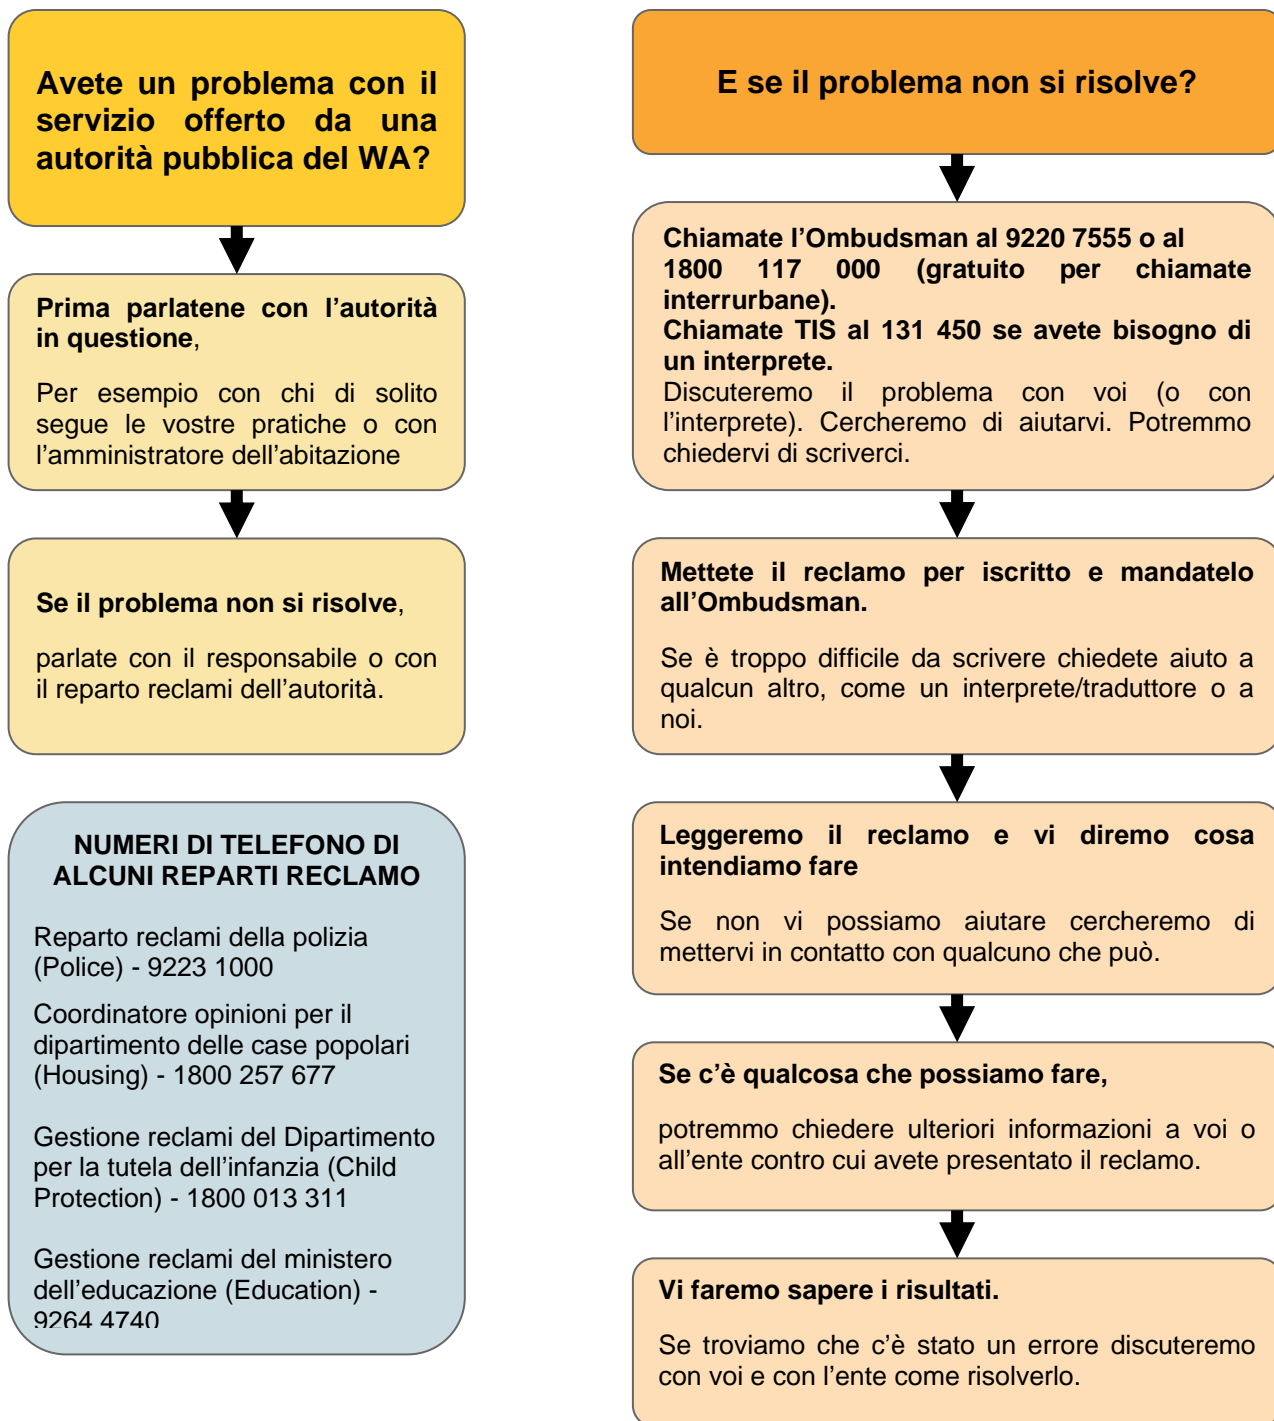 Avete un problema con il
servizio offerto da una
autorità pubblica del WA?
Prima parlatene con l'autorità
in questione,
Per esempio con chi di solito
segue le vostre pratiche o con
l'amministratore dell'abitazione
Se il problema non si risolve,
parlate con il responsabile o con
il reparto reclami dell'autorità.
NUMERI DI TELEFONO DI
ALCUNI REPARTI RECLAMO
Reparto reclami della polizia
(Police) - 9223 1000
Coordinatore opinioni per il
dipartimento delle case popolari
(Housing) - 1800 257 677
Gestione reclami del Dipartimento
per la tutela dell'infanzia (Child
Protection) - 1800 013 311
Gestione reclami del ministero
dell'educazione (Education) -
9264 4740
E se il problema non si risolve?
Chiamate l'Ombudsman al 9220 7555 o al
1800 117 000 (gratuito per chiamate
interrurbane).
Chiamate TIS al 131 450 se avete bisogno di
un interprete.
Discuteremo il problema con voi (o con
l'interprete). Cercheremo di aiutarvi. Potremmo
chiedervi di scriverci.
Mettete il reclamo per iscritto e mandatelo
all'Ombudsman.
Se è troppo difficile da scrivere chiedete aiuto a
qualcun altro, come un interprete/traduttore o a
noi.
Leggeremo il reclamo e vi diremo cosa
intendiamo fare
Se non vi possiamo aiutare cercheremo di
mettervi in contatto con qualcuno che può.
Se c'è qualcosa che possiamo fare,
potremmo chiedere ulteriori informazioni a voi o
all'ente contro cui avete presentato il reclamo.
Vi faremo sapere i risultati.
Se troviamo che c'è stato un errore discuteremo
con voi e con l'ente come risolverlo.